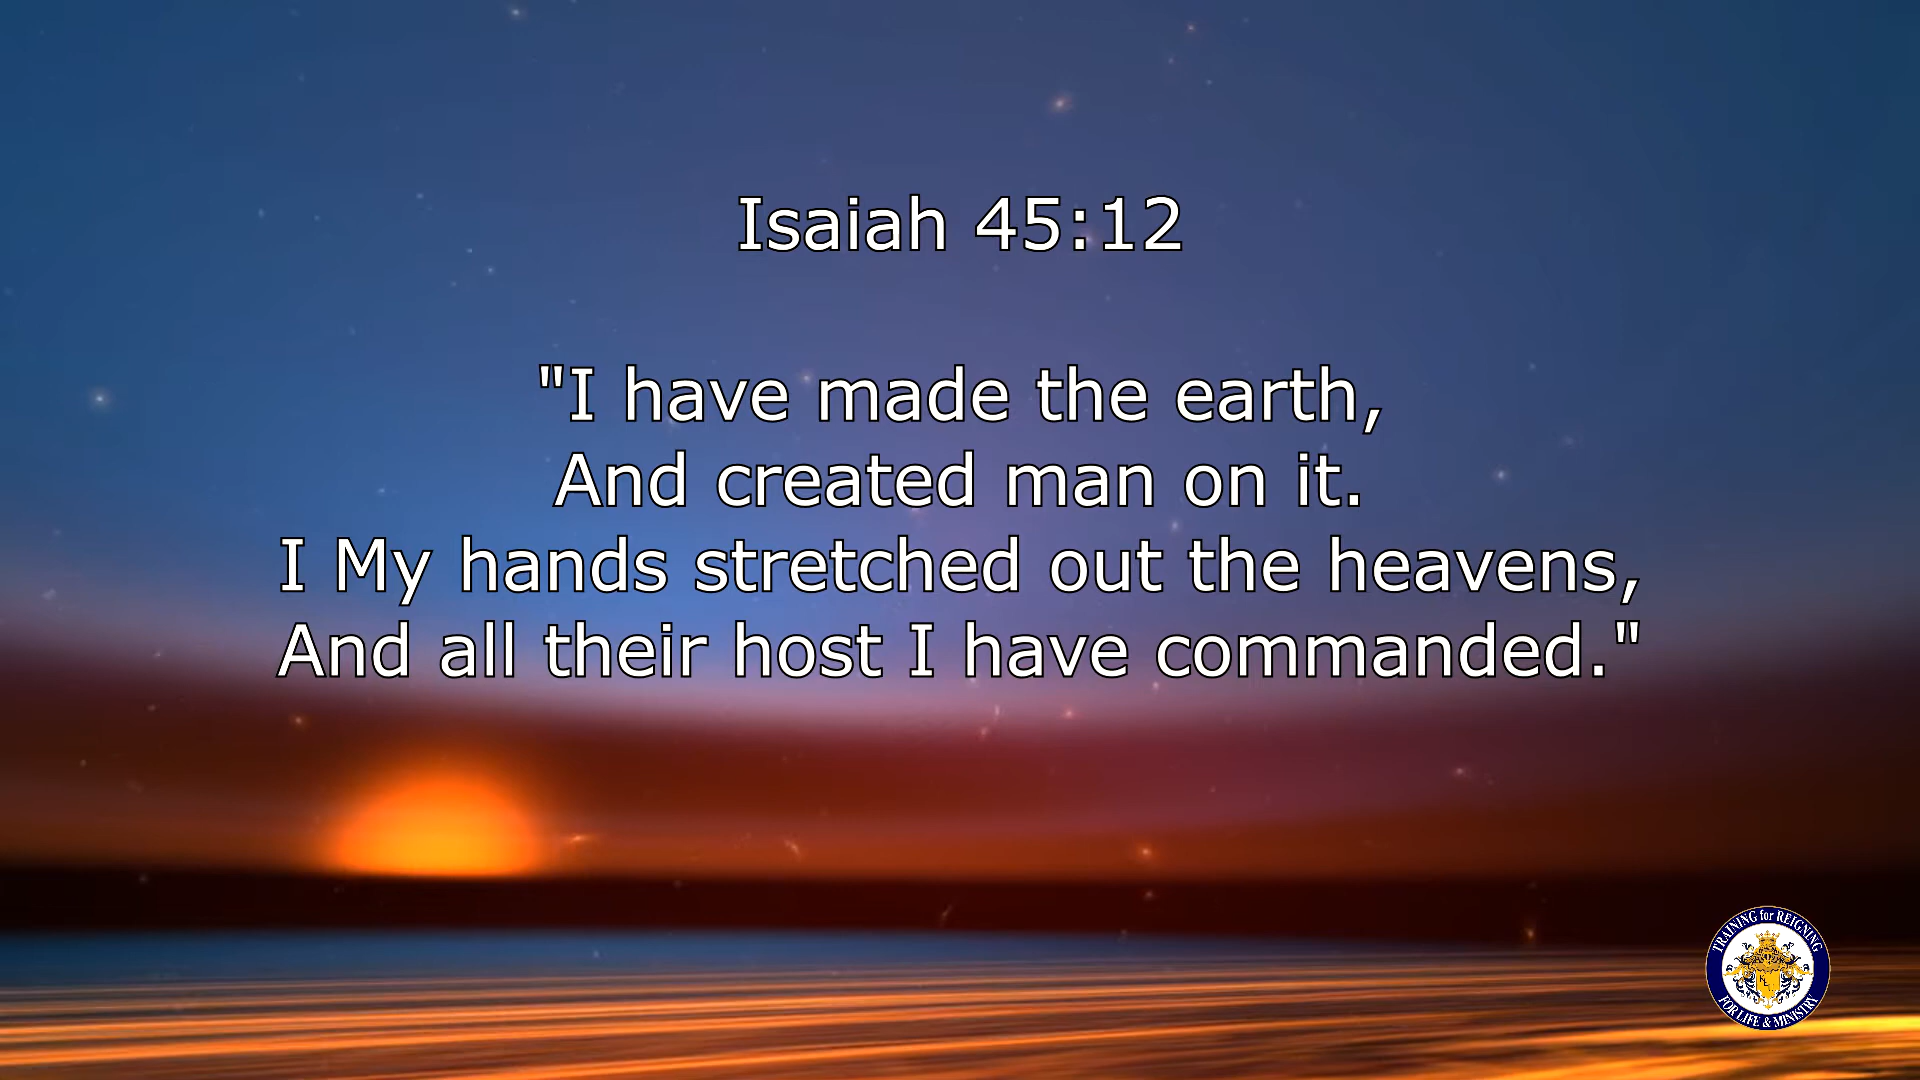 Isaiah 45:12
"I have made the earth,
And created man on it.
I My hands stretched out the heavens,
And all their host I have commanded."
TRAINING for REIGNING
FOR LIFE & MINISTRY